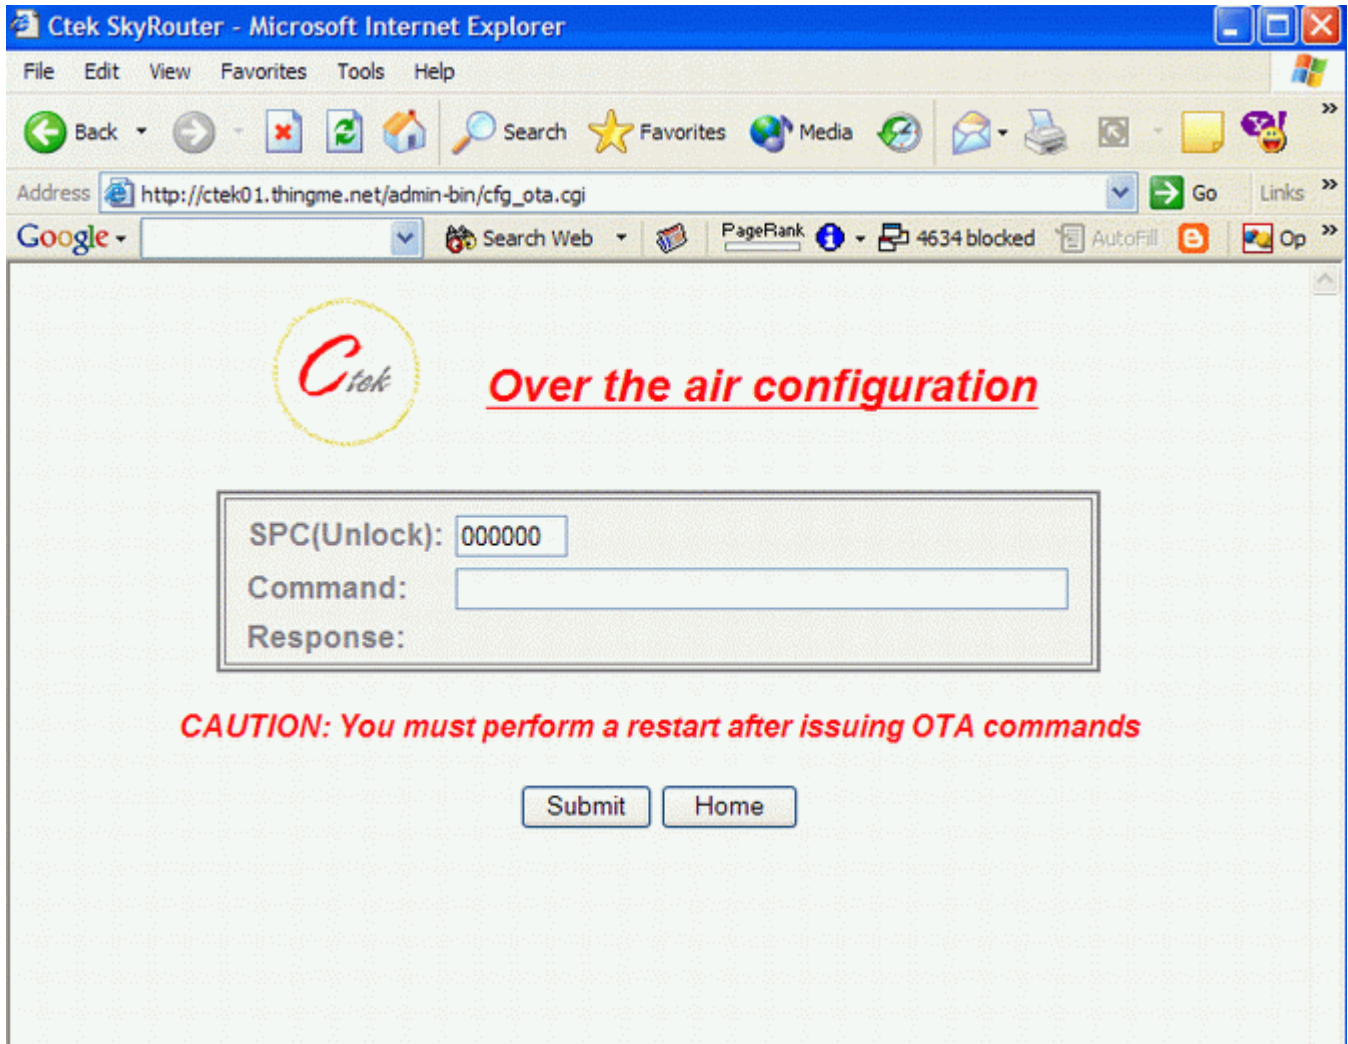 Ctek SkyRouter - Microsoft Internet Explorer
File Edit View Favorites Tools Help
Back Search Favorites Media »
Address http://ctek01.thingme.net/admin-bin/cfg_ota.cgi Go Links »
Google Search Web PageRank 4634 blocked AutoFill Op »
Ctek
Over the air configuration
SPC(Unlock): 000000
Command:
Response:
CAUTION: You must perform a restart after issuing OTA commands
Submit Home